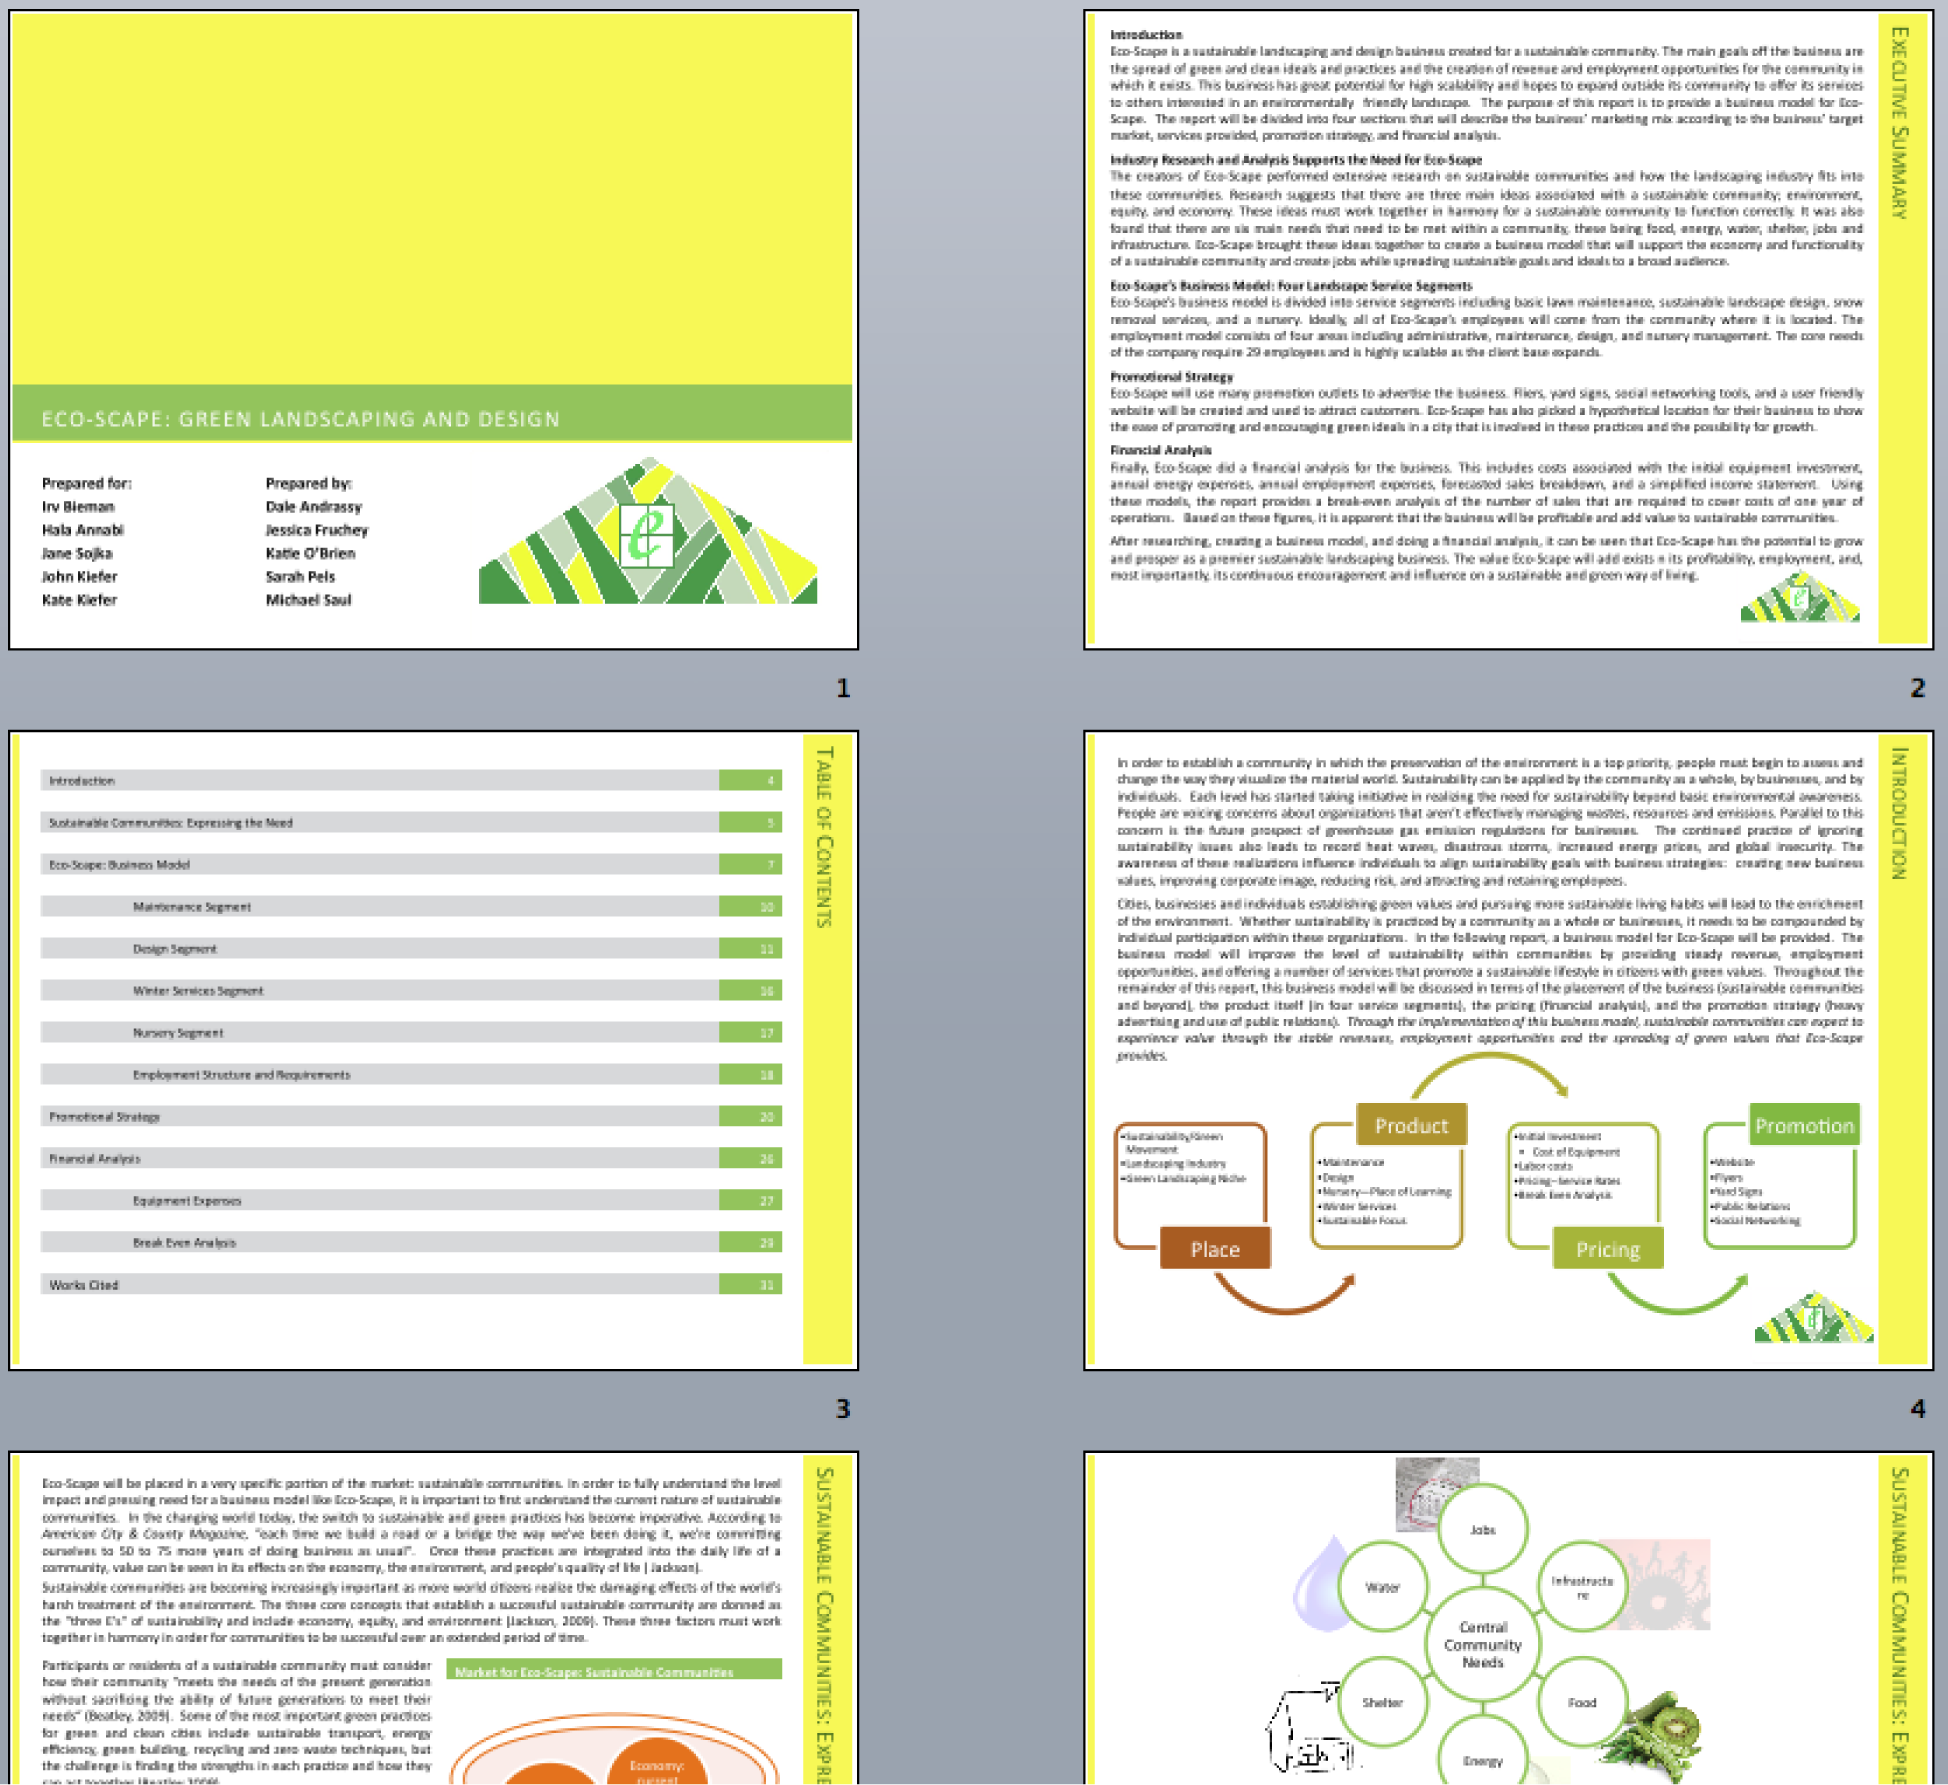 ECO-SCAPE: GREEN LANDSCAPING AND DESIGN
Prepared for:
Irv Bieman
Hala Annabi
Jane Sojka
John Kiefer
Kate Kiefer
Prepared by:
Dale Andrassy
Jessica Fruchey
Katie O'Brien
Sarah Pels
Michael Saul
e
1
EXECUTIVE SUMMARY
Introduction
Eco-Scape is a sustainable landscaping and design business created for a sustainable community. The main goals off the business are
the spread of green and clean ideals and practices and the creation of revenue and employment opportunities for the community in
which it exists. This business has great potential for high scalability and hopes to expand outside its community to offer its services
to others interested in an environmentally friendly landscape. The purpose of this report is to provide a business model for Eco-
Scape. The report will be divided into four sections that will describe the business' marketing mix according to the business' target
market, services provided, promotion strategy, and financial analysis.
Industry Research and Analysis Supports the Need for Eco-Scape
The creators of Eco-Scape performed extensive research on sustainable communities and how the landscaping industry fits into
these communities. Research suggests that there are three main ideas associated with a sustainable community; environment,
equity, and economy. These ideas must work together in harmony for a sustainable community to function correctly. It was also
found that there are six main needs that need to be met within a community, these being food, energy, water, shelter, jobs and
infrastructure. Eco-Scape brought these ideas together to create a business model that will support the economy and functionality
of a sustainable community and create jobs while spreading sustainable goals and ideals to a broad audience.
Eco-Scape's Business Model: Four Landscape Service Segments
Eco-Scape's business model is divided into service segments including basic lawn maintenance, sustainable landscape design, snow
removal services, and a nursery. Ideally, all of Eco-Scape's employees will come from the community where it is located. The
employment model consists of four areas including administrative, maintenance, design, and nursery management. The core needs
of the company require 29 employees and is highly scalable as the client base expands.
Promotional Strategy
Eco-Scape will use many promotion outlets to advertise the business. Fliers, yard signs, social networking tools, and a user friendly
website will be created and used to attract customers. Eco-Scape has also picked a hypothetical location for their business to show
the ease of promoting and encouraging green ideals in a city that is involved in these practices and the possibility for growth.
Financial Analysis
Finally, Eco-Scape did a financial analysis for the business. This includes costs associated with the initial equipment investment,
annual energy expenses, annual employment expenses, forecasted sales breakdown, and a simplified income statement. Using
these models, the report provides a break-even analysis of the number of sales that are required to cover costs of one year of
operations. Based on these figures, it is apparent that the business will be profitable and add value to sustainable communities.
After researching, creating a business model, and doing a financial analysis, it can be seen that Eco-Scape has the potential to grow
and prosper as a premier sustainable landscaping business. The value Eco-Scape will add exists n its profitability, employment, and,
most importantly, its continuous encouragement and influence on a sustainable and green way of living.
e
2
TABLE OF CONTENTS
Introduction 4
Sustainable Communities: Expressing the Need 5
Eco-Scape: Business Model 7
Maintenance Segment 10
Design Segment 11
Winter Services Segment 16
Nursery Segment 17
Employment Structure and Requirements 18
Promotional Strategy 20
Financial Analysis 26
Equipment Expenses 27
Break Even Analysis 29
Works Cited 31
3
INTRODUCTION
In order to establish a community in which the preservation of the environment is a top priority, people must begin to assess and
change the way they visualize the material world. Sustainability can be applied by the community as a whole, by businesses, and by
individuals. Each level has started taking initiative in realizing the need for sustainability beyond basic environmental awareness.
People are voicing concerns about organizations that aren't effectively managing wastes, resources and emissions. Parallel to this
concern is the future prospect of greenhouse gas emission regulations for businesses. The continued practice of ignoring
sustainability issues also leads to record heat waves, disastrous storms, increased energy prices, and global insecurity. The
awareness of these realizations influence individuals to align sustainability goals with business strategies: creating new business
values, improving corporate image, reducing risk, and attracting and retaining employees.
Cities, businesses and individuals establishing green values and pursuing more sustainable living habits will lead to the enrichment
of the environment. Whether sustainability is practiced by a community as a whole or businesses, it needs to be compounded by
individual participation within these organizations. In the following report, a business model for Eco-Scape will be provided. The
business model will improve the level of sustainability within communities by providing steady revenue, employment
opportunities, and offering a number of services that promote a sustainable lifestyle in citizens with green values. Throughout the
remainder of this report, this business model will be discussed in terms of the placement of the business (sustainable communities
and beyond), the product itself (in four service segments), the pricing (financial analysis), and the promotion strategy (heavy
advertising and use of public relations). Through the implementation of this business model, sustainable communities can expect to
experience value through the stable revenues, employment opportunities and the spreading of green values that Eco-Scape
provides.
•Sustainability/Green
Movement
•Landscaping Industry
•Green Landscaping Niche
Place
Product
•Maintenance
•Design
•Nursery—Place of Learning
•Winter Services
•Sustainable Focus
•Initial Investment
• Cost of Equipment
•Labor costs
•Pricing—Service Rates
•Break Even Analysis
Pricing
Promotion
•Website
•Flyers
•Yard Signs
•Public Relations
•Social Networking
e
4
SUSTAINABLE COMMUNITIES: EXPRE
Eco-Scape will be placed in a very specific portion of the market: sustainable communities. In order to fully understand the level
impact and pressing need for a business model like Eco-Scape, it is important to first understand the current nature of sustainable
communities. In the changing world today, the switch to sustainable and green practices has become imperative. According to
American City & County Magazine, "each time we build a road or a bridge the way we've been doing it, we're committing
ourselves to 50 to 75 more years of doing business as usual". Once these practices are integrated into the daily life of a
community, value can be seen in its effects on the economy, the environment, and people's quality of life ( Jackson).
Sustainable communities are becoming increasingly important as more world citizens realize the damaging effects of the world's
harsh treatment of the environment. The three core concepts that establish a successful sustainable community are donned as
the "three E's" of sustainability and include economy, equity, and environment (Jackson, 2009). These three factors must work
together in harmony in order for communities to be successful over an extended period of time.
Participants or residents of a sustainable community must consider
how their community "meets the needs of the present generation
without sacrificing the ability of future generations to meet their
needs" (Beatley, 2009). Some of the most important green practices
for green and clean cities include sustainable transport, energy
efficiency, green building, recycling and zero waste techniques, but
the challenge is finding the strengths in each practice and how they
can act together (Beatley, 2009).
Market for Eco-Scape: Sustainable Communities
Economy:
current
SUSTAINABLE COMMUNITIES: EXPRE
Jobs
Water
Infrastructu
re
Central
Community
Needs
Shelter
Food
Energy